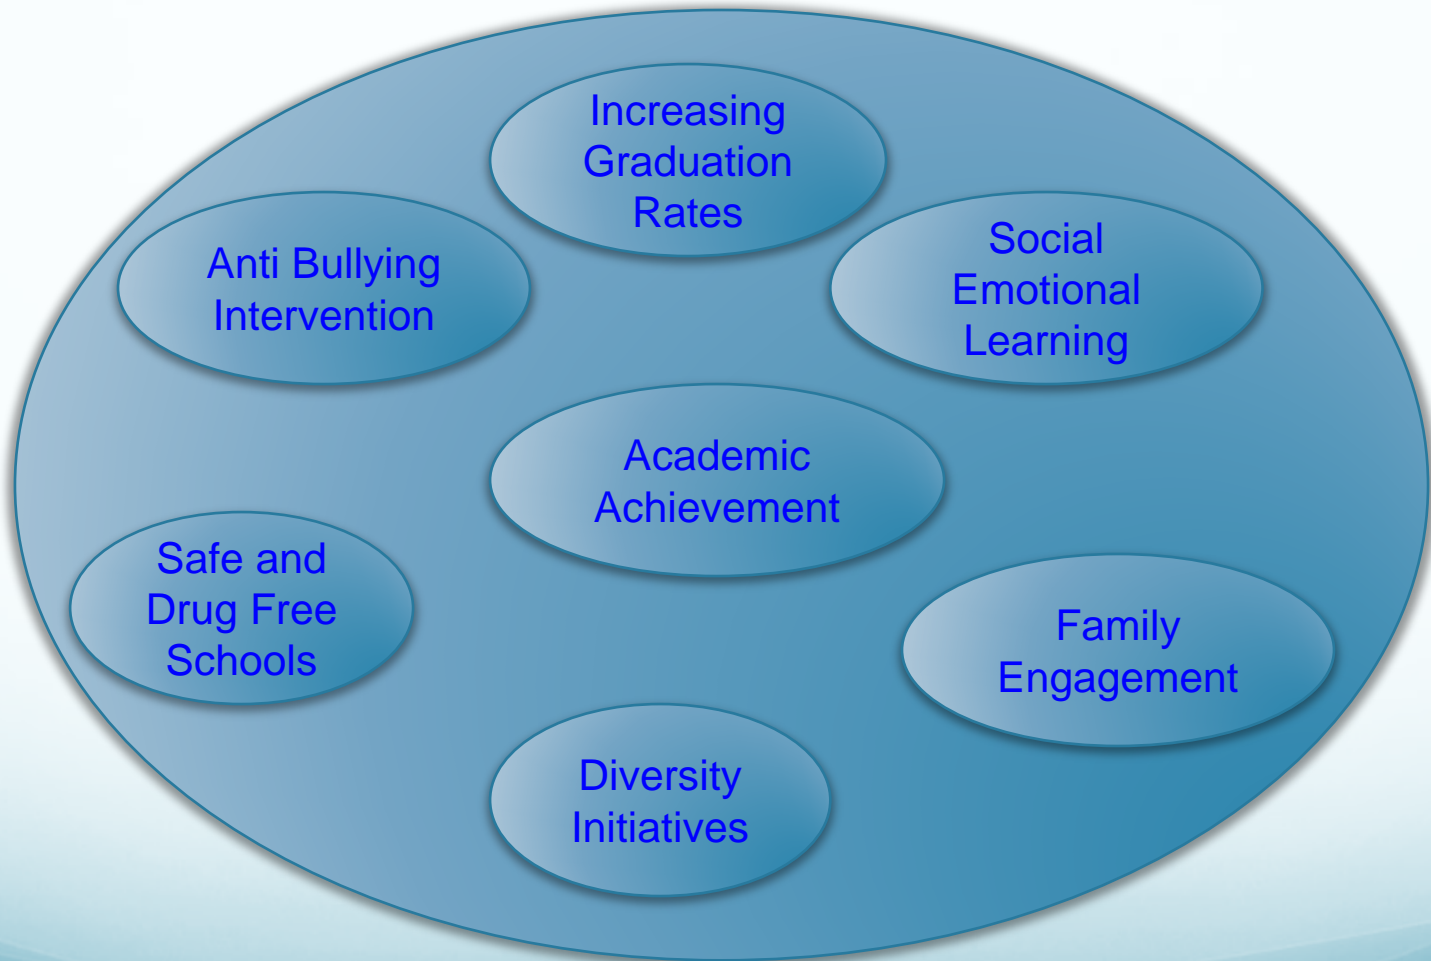 Increasing
Graduation
Rates
Anti Bullying
Intervention
Social
Emotional
Learning
Academic
Achievement
Safe and
Drug Free
Schools
Family
Engagement
Diversity
Initiatives